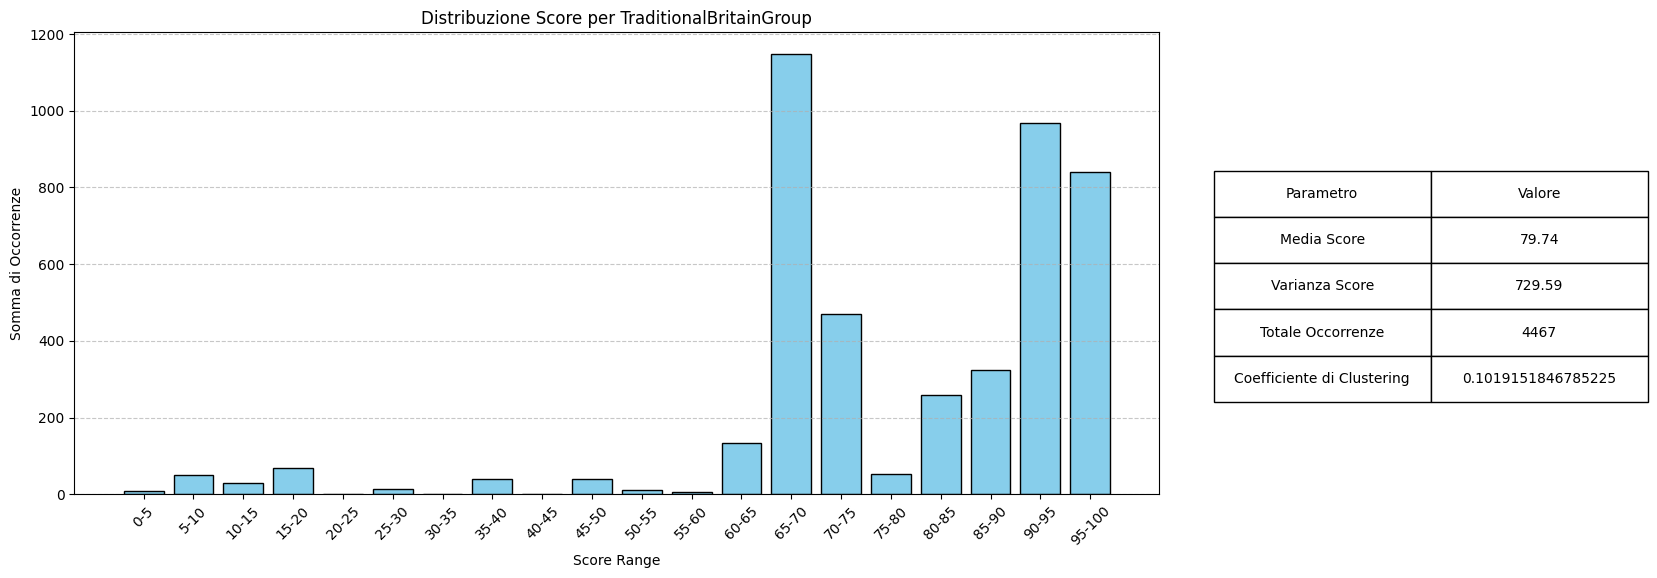 Distribuzione Score per TraditionalBritainGroup
Somma di Occorrenze
1200
1000
800
600
400
200
0
0-5 5-10 10-15 15-20 20-25 25-30 30-35 35-40 40-45 45-50 50-55 55-60 60-65 65-70 70-75 75-80 80-85 85-90 90-95 95-100
Score Range
Parametro Valore
Media Score 79.74
Varianza Score 729.59
Totale Occorrenze 4467
Coefficiente di Clustering 0.1019151846785225